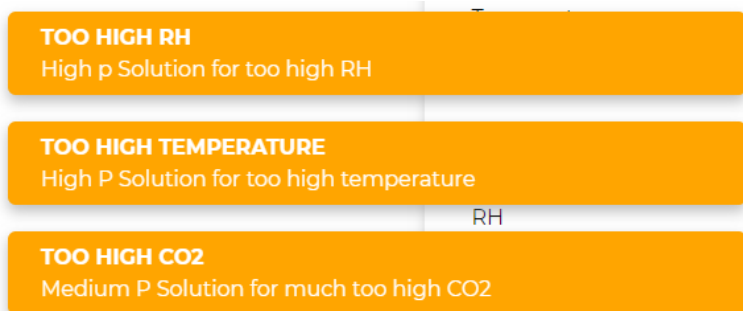 TOO HIGH RH
High p Solution for too high RH
TOO HIGH TEMPERATURE
High P Solution for too high temperature
RH
TOO HIGH CO2
Medium P Solution for much too high CO2